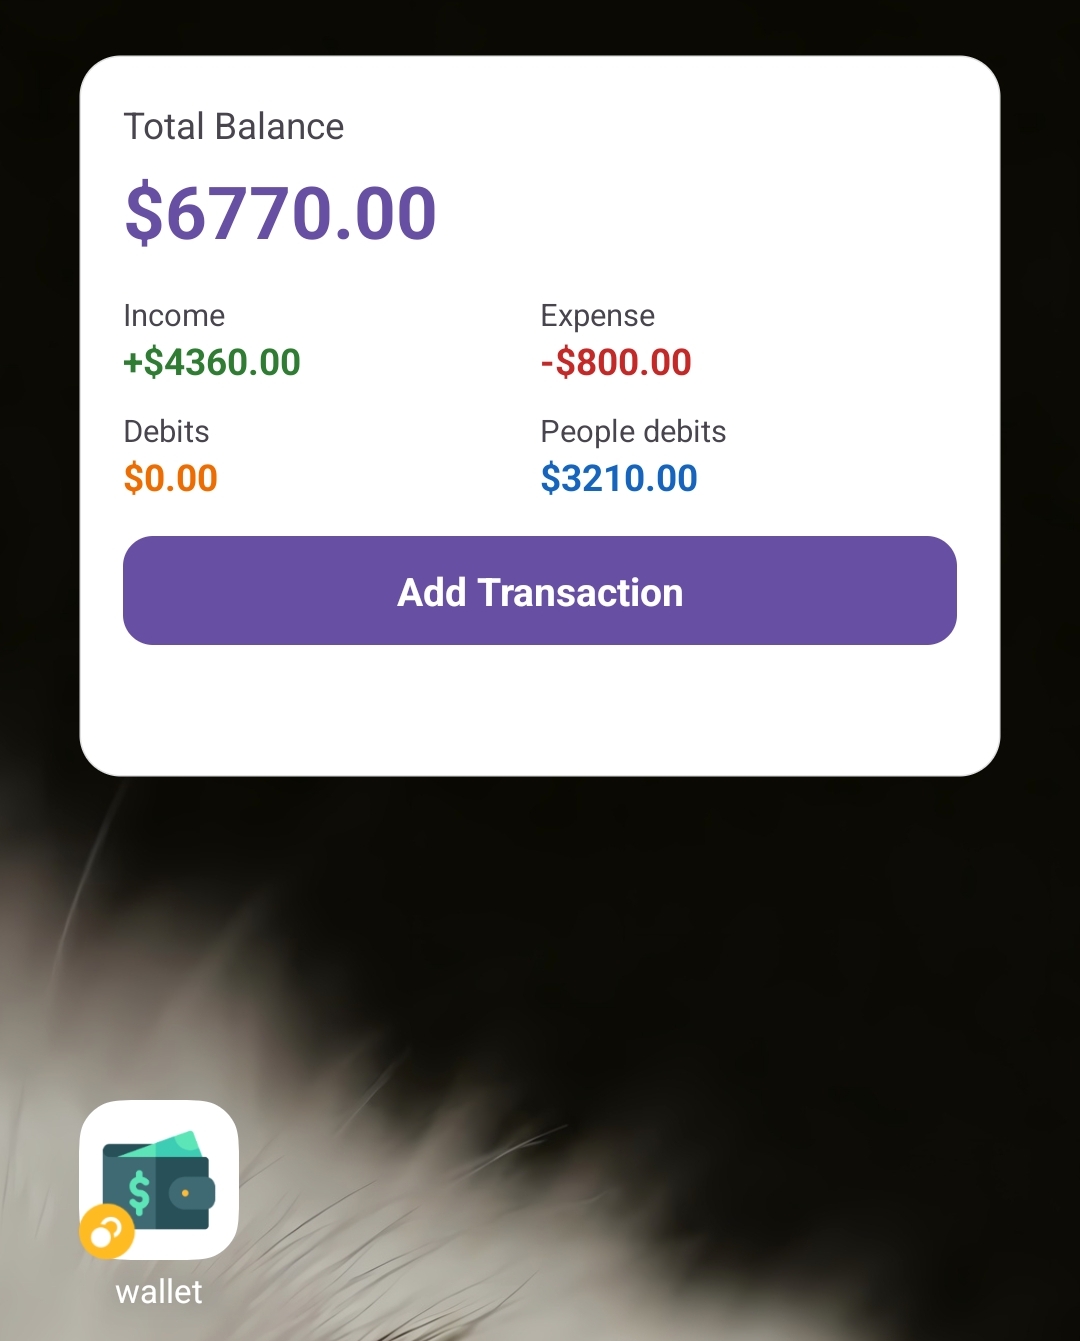 Total Balance
$6770.00
Income
Expense
+$4360.00
-$800.00
Debits
People debits
$0.00
$3210.00
Add Transaction
$
wallet